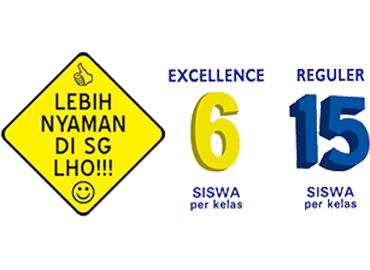 LEBIH
NYAMAN
DI SG
LHO!!!
EXCELLENCE
6
SISWA
per kelas
REGULER
15
SISWA
per kelas